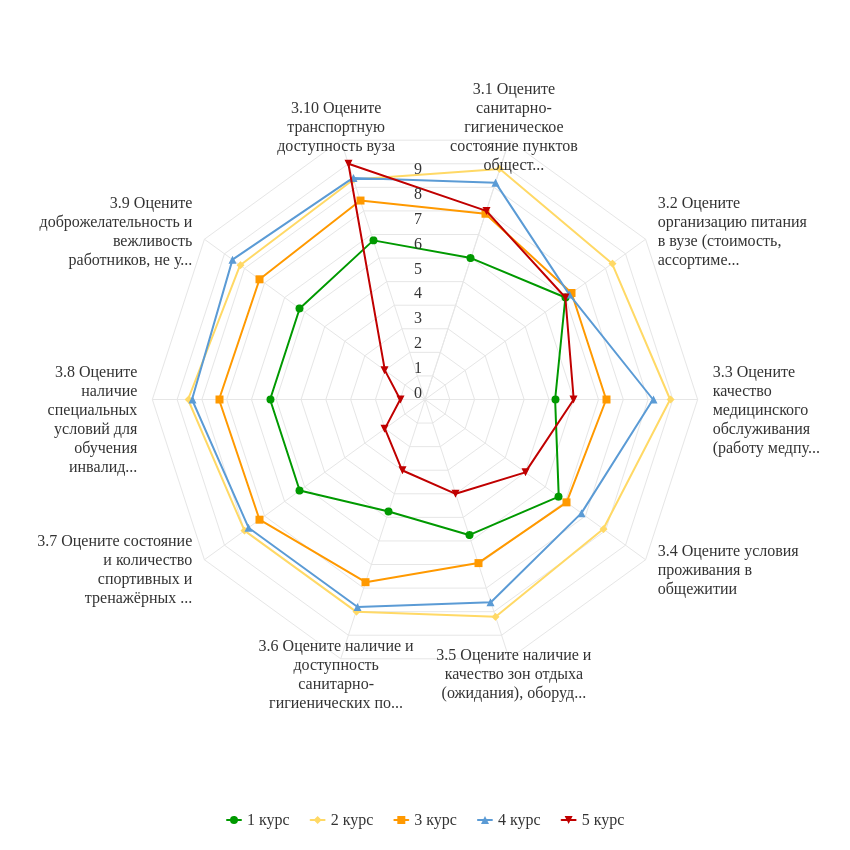 3.1 Оцените
санитарно-
гигиеническое
состояние пунктов
общест...
3.2 Оцените
организацию питания
в вузе (стоимость,
ассортиме...
3.3 Оцените
качество
медицинского
обслуживания
(работу медпу...
3.4 Оцените условия
проживания в
общежитии
3.5 Оцените наличие и
качество зон отдыха
(ожидания), оборуд...
3.6 Оцените наличие и
доступность
санитарно-
гигиенических по...
3.7 Оцените состояние
и количество
спортивных и
тренажёрных ...
3.8 Оцените
наличие
специальных
условий для
обучения
инвалид...
3.9 Оцените
доброжелательность и
вежливость
работников, не у...
3.10 Оцените
транспортную
доступность вуза
9
8
7
6
5
4
3
2
1
0
1 курс 2 курс 3 курс 4 курс 5 курс